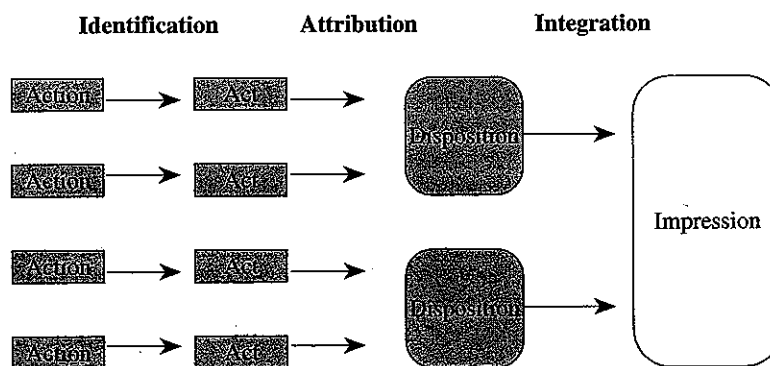 Identification Attribution Integration
Action Act
Disposition
Action Act
Impression
Action Act
Disposition
Action Act